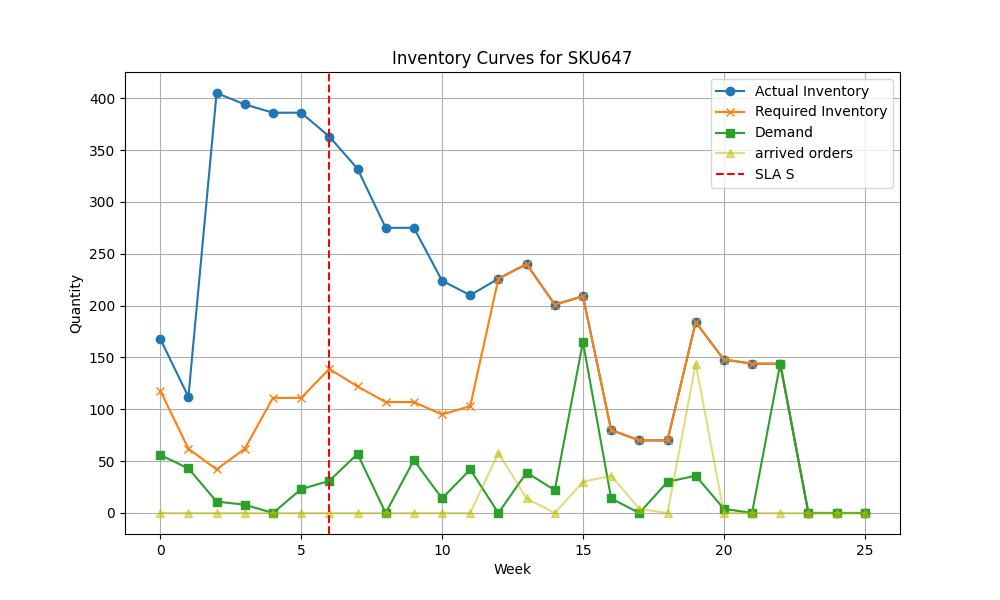 Inventory Curves for SKU647
Actual Inventory
Required Inventory
Demand
arrived orders
SLA S
Quantity
400
350
300
250
200
150
100
50
0
0 5 10 15 20 25
Week